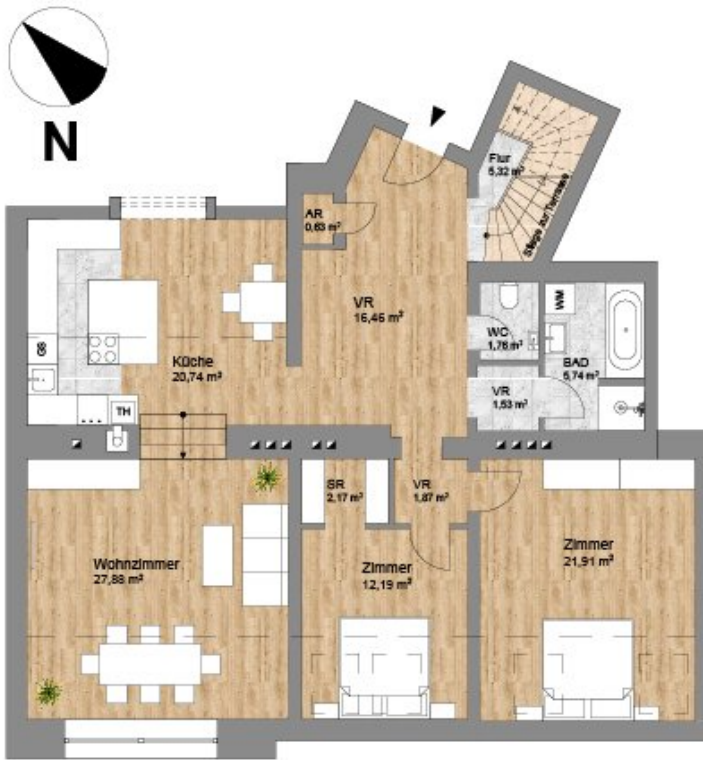 N
Flur
5,32 m²
Stiege zur Terrasse
AR
0,63 m²
VR
16,46 m²
WM
WC
1,76 m²
Küche
20,74 m²
GS
BAD
5,74 m²
VR
1,53 m²
TH
SR
2,17 m²
VR
1,87 m²
Wohnzimmer
27,88 m²
Zimmer
12,19 m²
Zimmer
21,91 m²